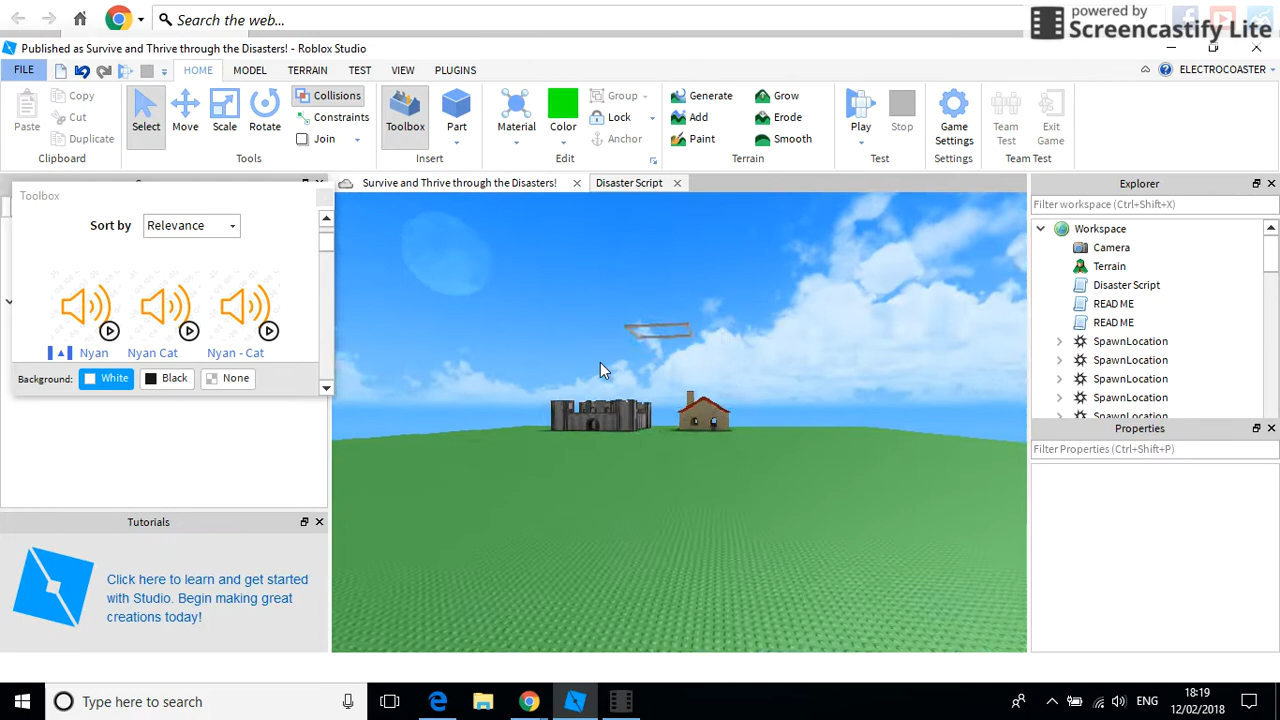 Search the web...
powered by
Screencastify Lite
Published as Survive and Thrive through the Disasters! - Roblox Studio
FILE
HOME
MODEL
TERRAIN
TEST
VIEW
PLUGINS
ELECTROCOASTER
Paste
Copy
Cut
Duplicate
Clipboard
Select
Move
Scale
Rotate
Collisions
Constraints
Join
Tools
Toolbox
Part
Insert
Material
Color
Group
Lock
Anchor
Edit
Generate
Add
Paint
Grow
Erode
Smooth
Terrain
Play
Stop
Test
Game
Settings
Settings
Team
Test
Exit
Game
Team Test
Toolbox
Sort by
Relevance
Nyan
Nyan Cat
Nyan - Cat
Background:
White
Black
None
Survive and Thrive through the Disasters!
Disaster Script
Explorer
Filter workspace (Ctrl+Shift+X)
Workspace
Camera
Terrain
Disaster Script
READ ME
READ ME
SpawnLocation
SpawnLocation
SpawnLocation
SpawnLocation
SpawnLocation
Properties
Filter Properties (Ctrl+Shift+P)
Tutorials
Click here to learn and get started
with Studio. Begin making great
creations today!
Type here to search
ENG
18:19
12/02/2018